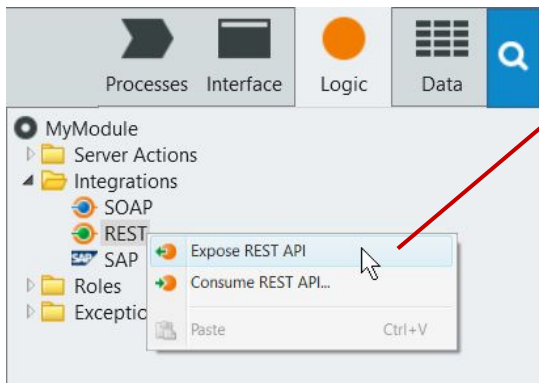 Processes Interface Logic Data
MyModule
Server Actions
Integrations
SOAP
REST
Expose REST API
SAP SAP
Consume REST API...
Roles
Exceptio
Paste Ctrl+V